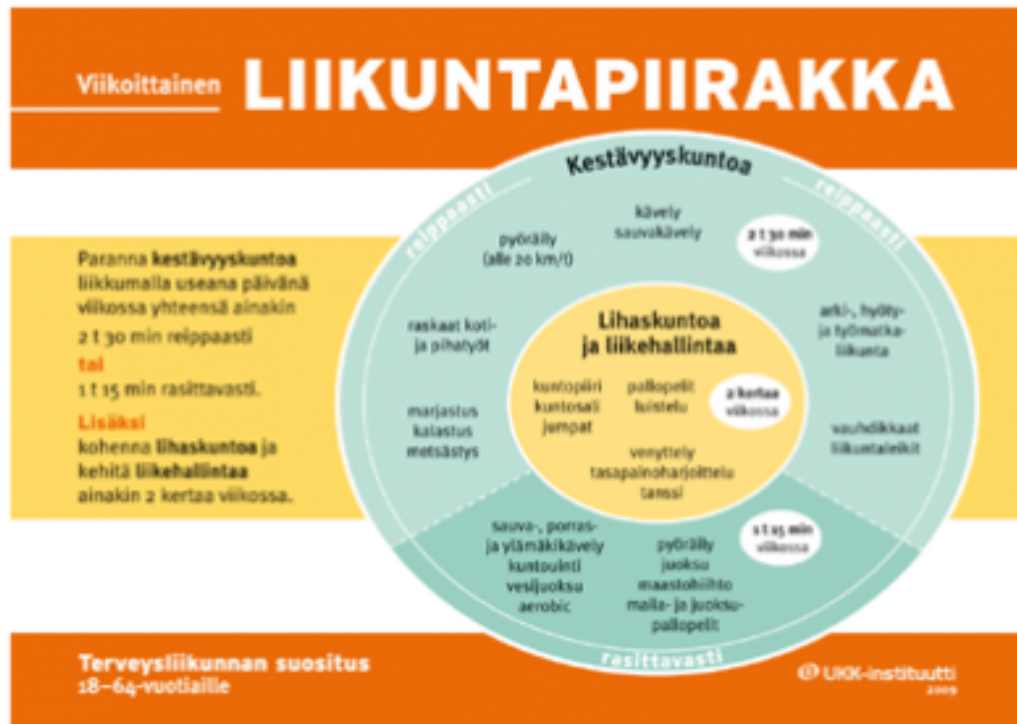 Viikoittainen LIIKUNTAPIIRAKKA
Paranna kestävyyskuntoa
liikkumalla useana päivänä
viikossa yhteensä ainakin
2 t 30 min reippaasti
tai
1 t 15 min rasittavasti.
Lisäksi
kohenna lihaskuntoa ja
kehitä liikehallintaa
ainakin 2 kertaa viikossa.
Kestävyyskuntoa
reippaasti
reippaasti
kävely
sauvakävely
2 t 30 min
viikossa
pyöräily
(alle 20 km/t)
raskaat koti-
ja pihatyöt
arki-, hyöty-
ja työmatka-
liikunta
marjastus
kalastus
metsästys
vauhdikkaat
liikuntaleikit
Lihaskuntoa
ja liikehallintaa
kuntopiiri
kuntosali
jumpat
pallopelit
luistelu
2 kertaa
viikossa
venyttely
tasapainoharjoittelu
tanssi
sauva-, porras-
ja ylämäkikävely
kuntouinti
vesijuoksu
aerobic
pyöräily
juoksu
maastohiihto
maila- ja juoksu-
pallopelit
1 t 15 min
viikossa
rasittavasti
Terveysliikunnan suositus
18–64-vuotiaille
UKK-instituutti
2009